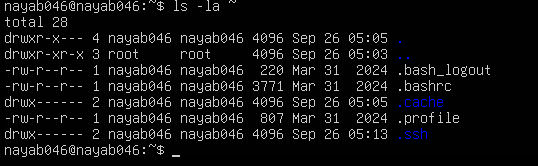 nayab046@nayab046:~$ ls -la ~
total 28
drwxr-x--- 4 nayab046 nayab046 4096 Sep 26 05:05 .
drwxr-xr-x 3 root     root     4096 Sep 26 05:03 ..
-rw-r--r-- 1 nayab046 nayab046  220 Mar 31  2024 .bash_logout
-rw-r--r-- 1 nayab046 nayab046 3771 Mar 31  2024 .bashrc
drwx------ 2 nayab046 nayab046 4096 Sep 26 05:05 .cache
-rw-r--r-- 1 nayab046 nayab046  807 Mar 31  2024 .profile
drwx------ 2 nayab046 nayab046 4096 Sep 26 05:13 .ssh
nayab046@nayab046:~$ _